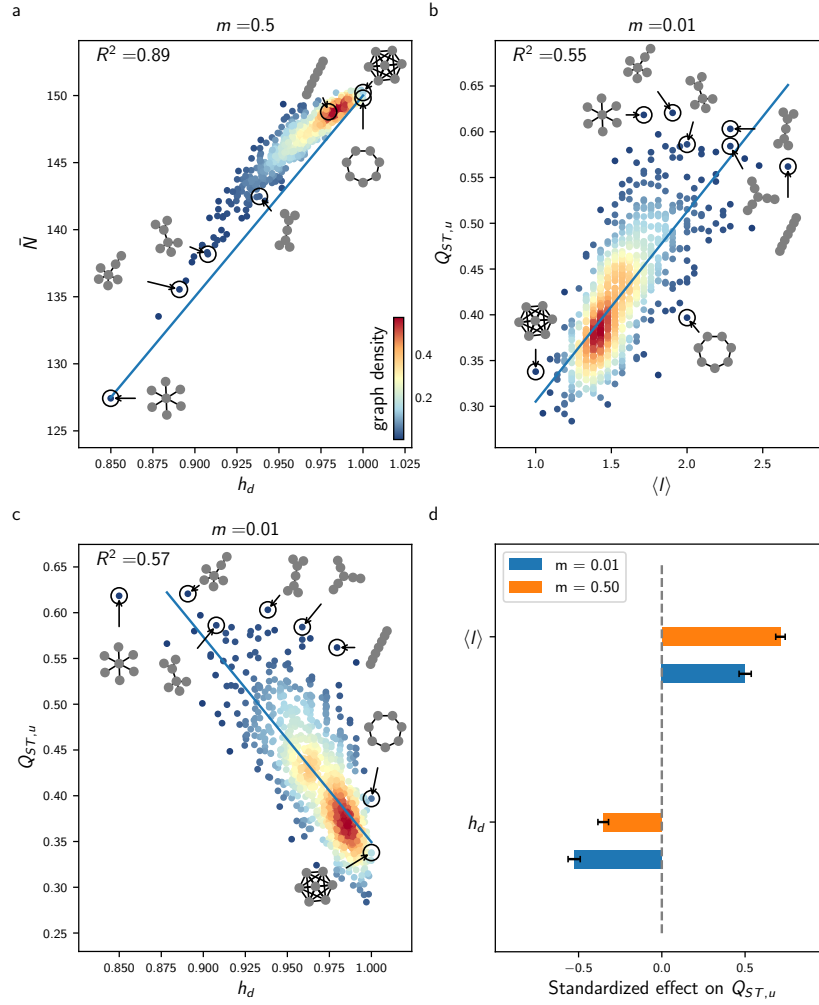 a
m =0.5
R² =0.89
150
145
140
135
130
125
N̄
graph density
0.4
0.2
0.850 0.875 0.900 0.925 0.950 0.975 1.000 1.025
h_d
b
m =0.01
R² =0.55
0.65
0.60
0.55
0.50
0.45
0.40
0.35
0.30
Q_{ST,u}
1.0 1.5 2.0 2.5
⟨l⟩
c
m =0.01
R² =0.57
0.65
0.60
0.55
0.50
0.45
0.40
0.35
0.30
0.25
Q_{ST,u}
0.850 0.875 0.900 0.925 0.950 0.975 1.000
h_d
d
m = 0.01
m = 0.50
⟨l⟩
h_d
−0.5 0.0 0.5
Standardized effect on Q_{ST,u}